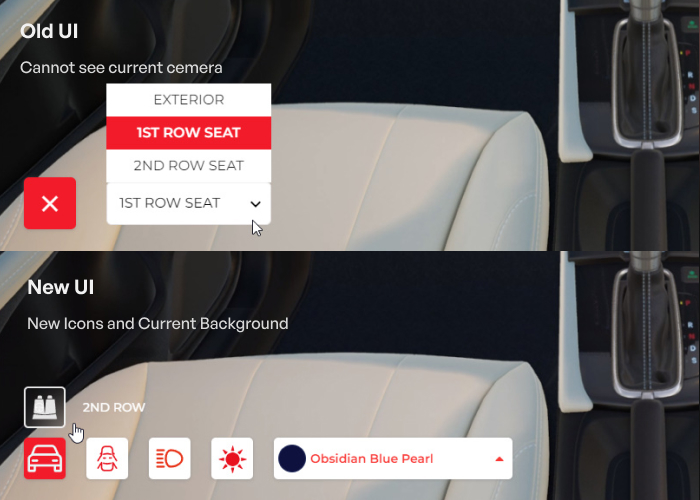 Old UI
Cannot see current cemera
EXTERIOR
1ST ROW SEAT
2ND ROW SEAT
1ST ROW SEAT
New UI
New Icons and Current Background
2ND ROW
Obsidian Blue Pearl